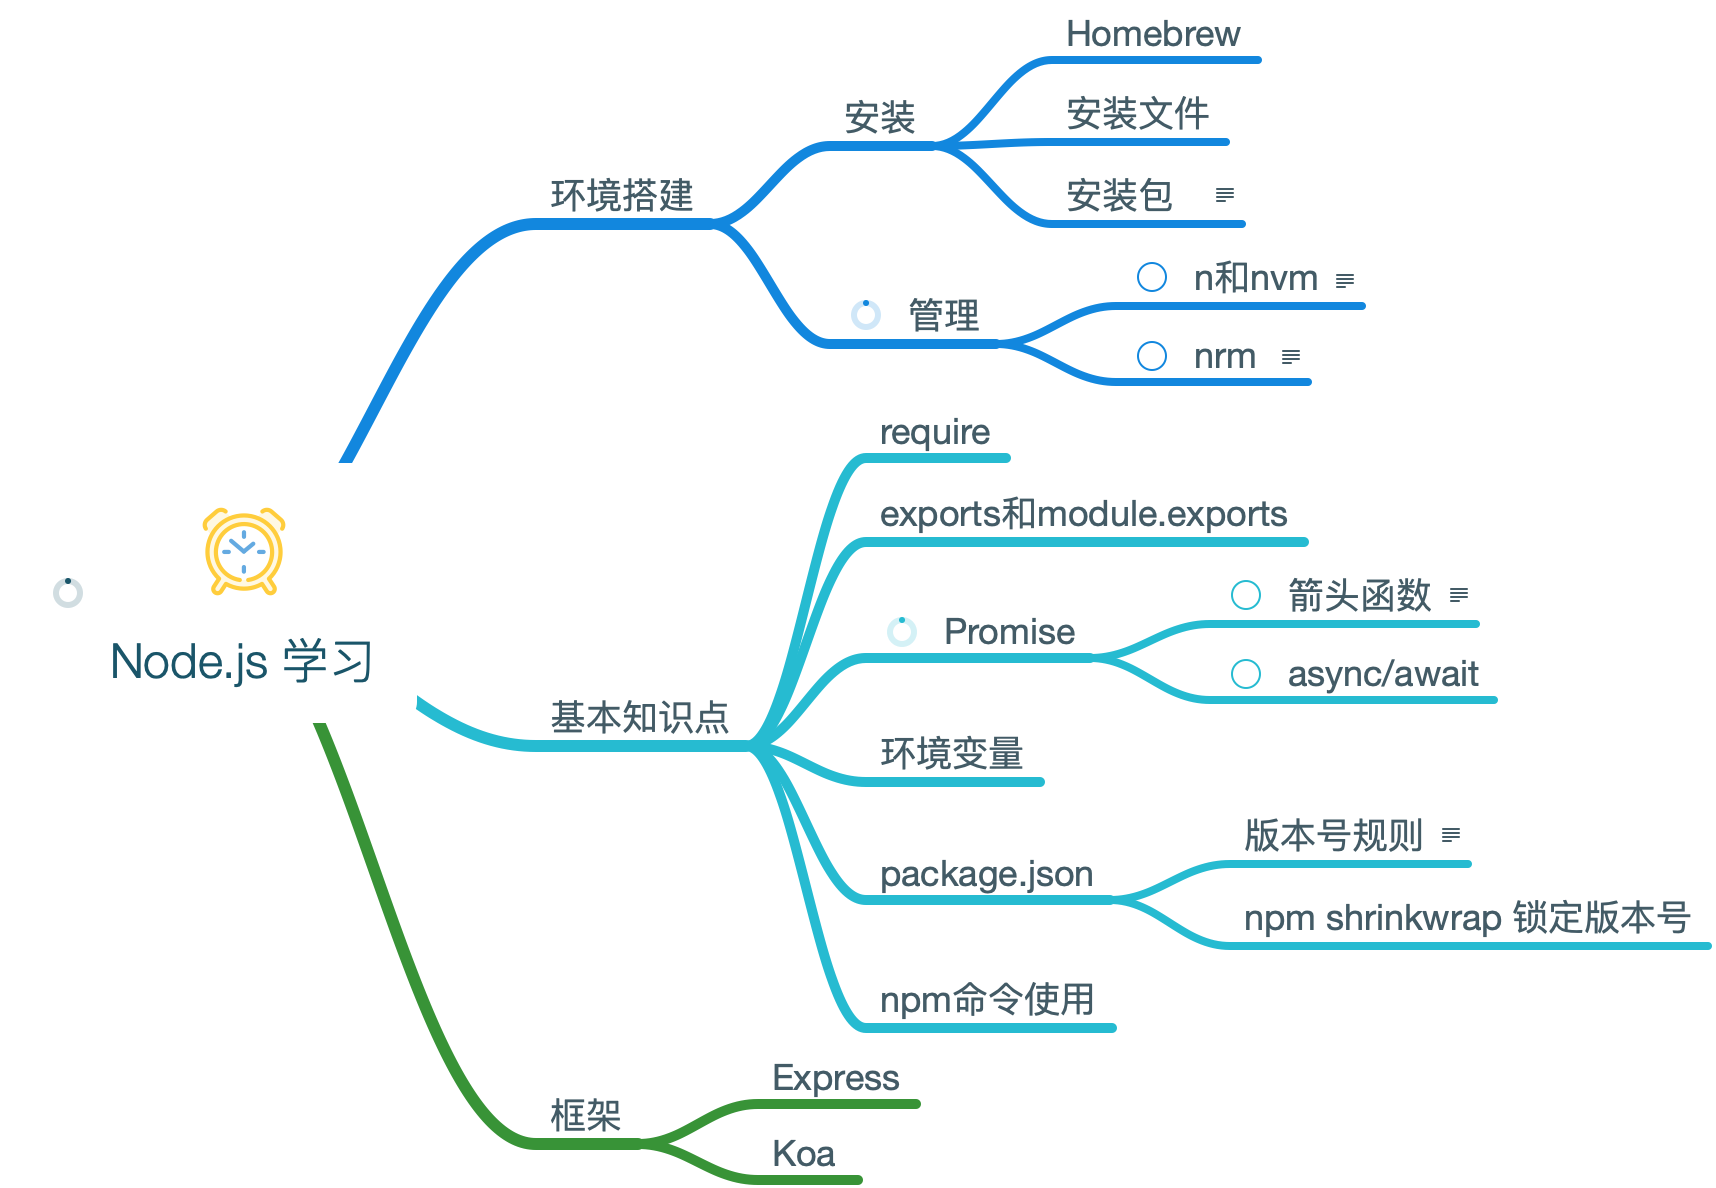 Node.js 学习
环境搭建
安装
Homebrew
安装文件
安装包
管理
n和nvm
nrm
基本知识点
require
exports和module.exports
Promise
箭头函数
async/await
环境变量
package.json
版本号规则
npm shrinkwrap 锁定版本号
npm命令使用
框架
Express
Koa